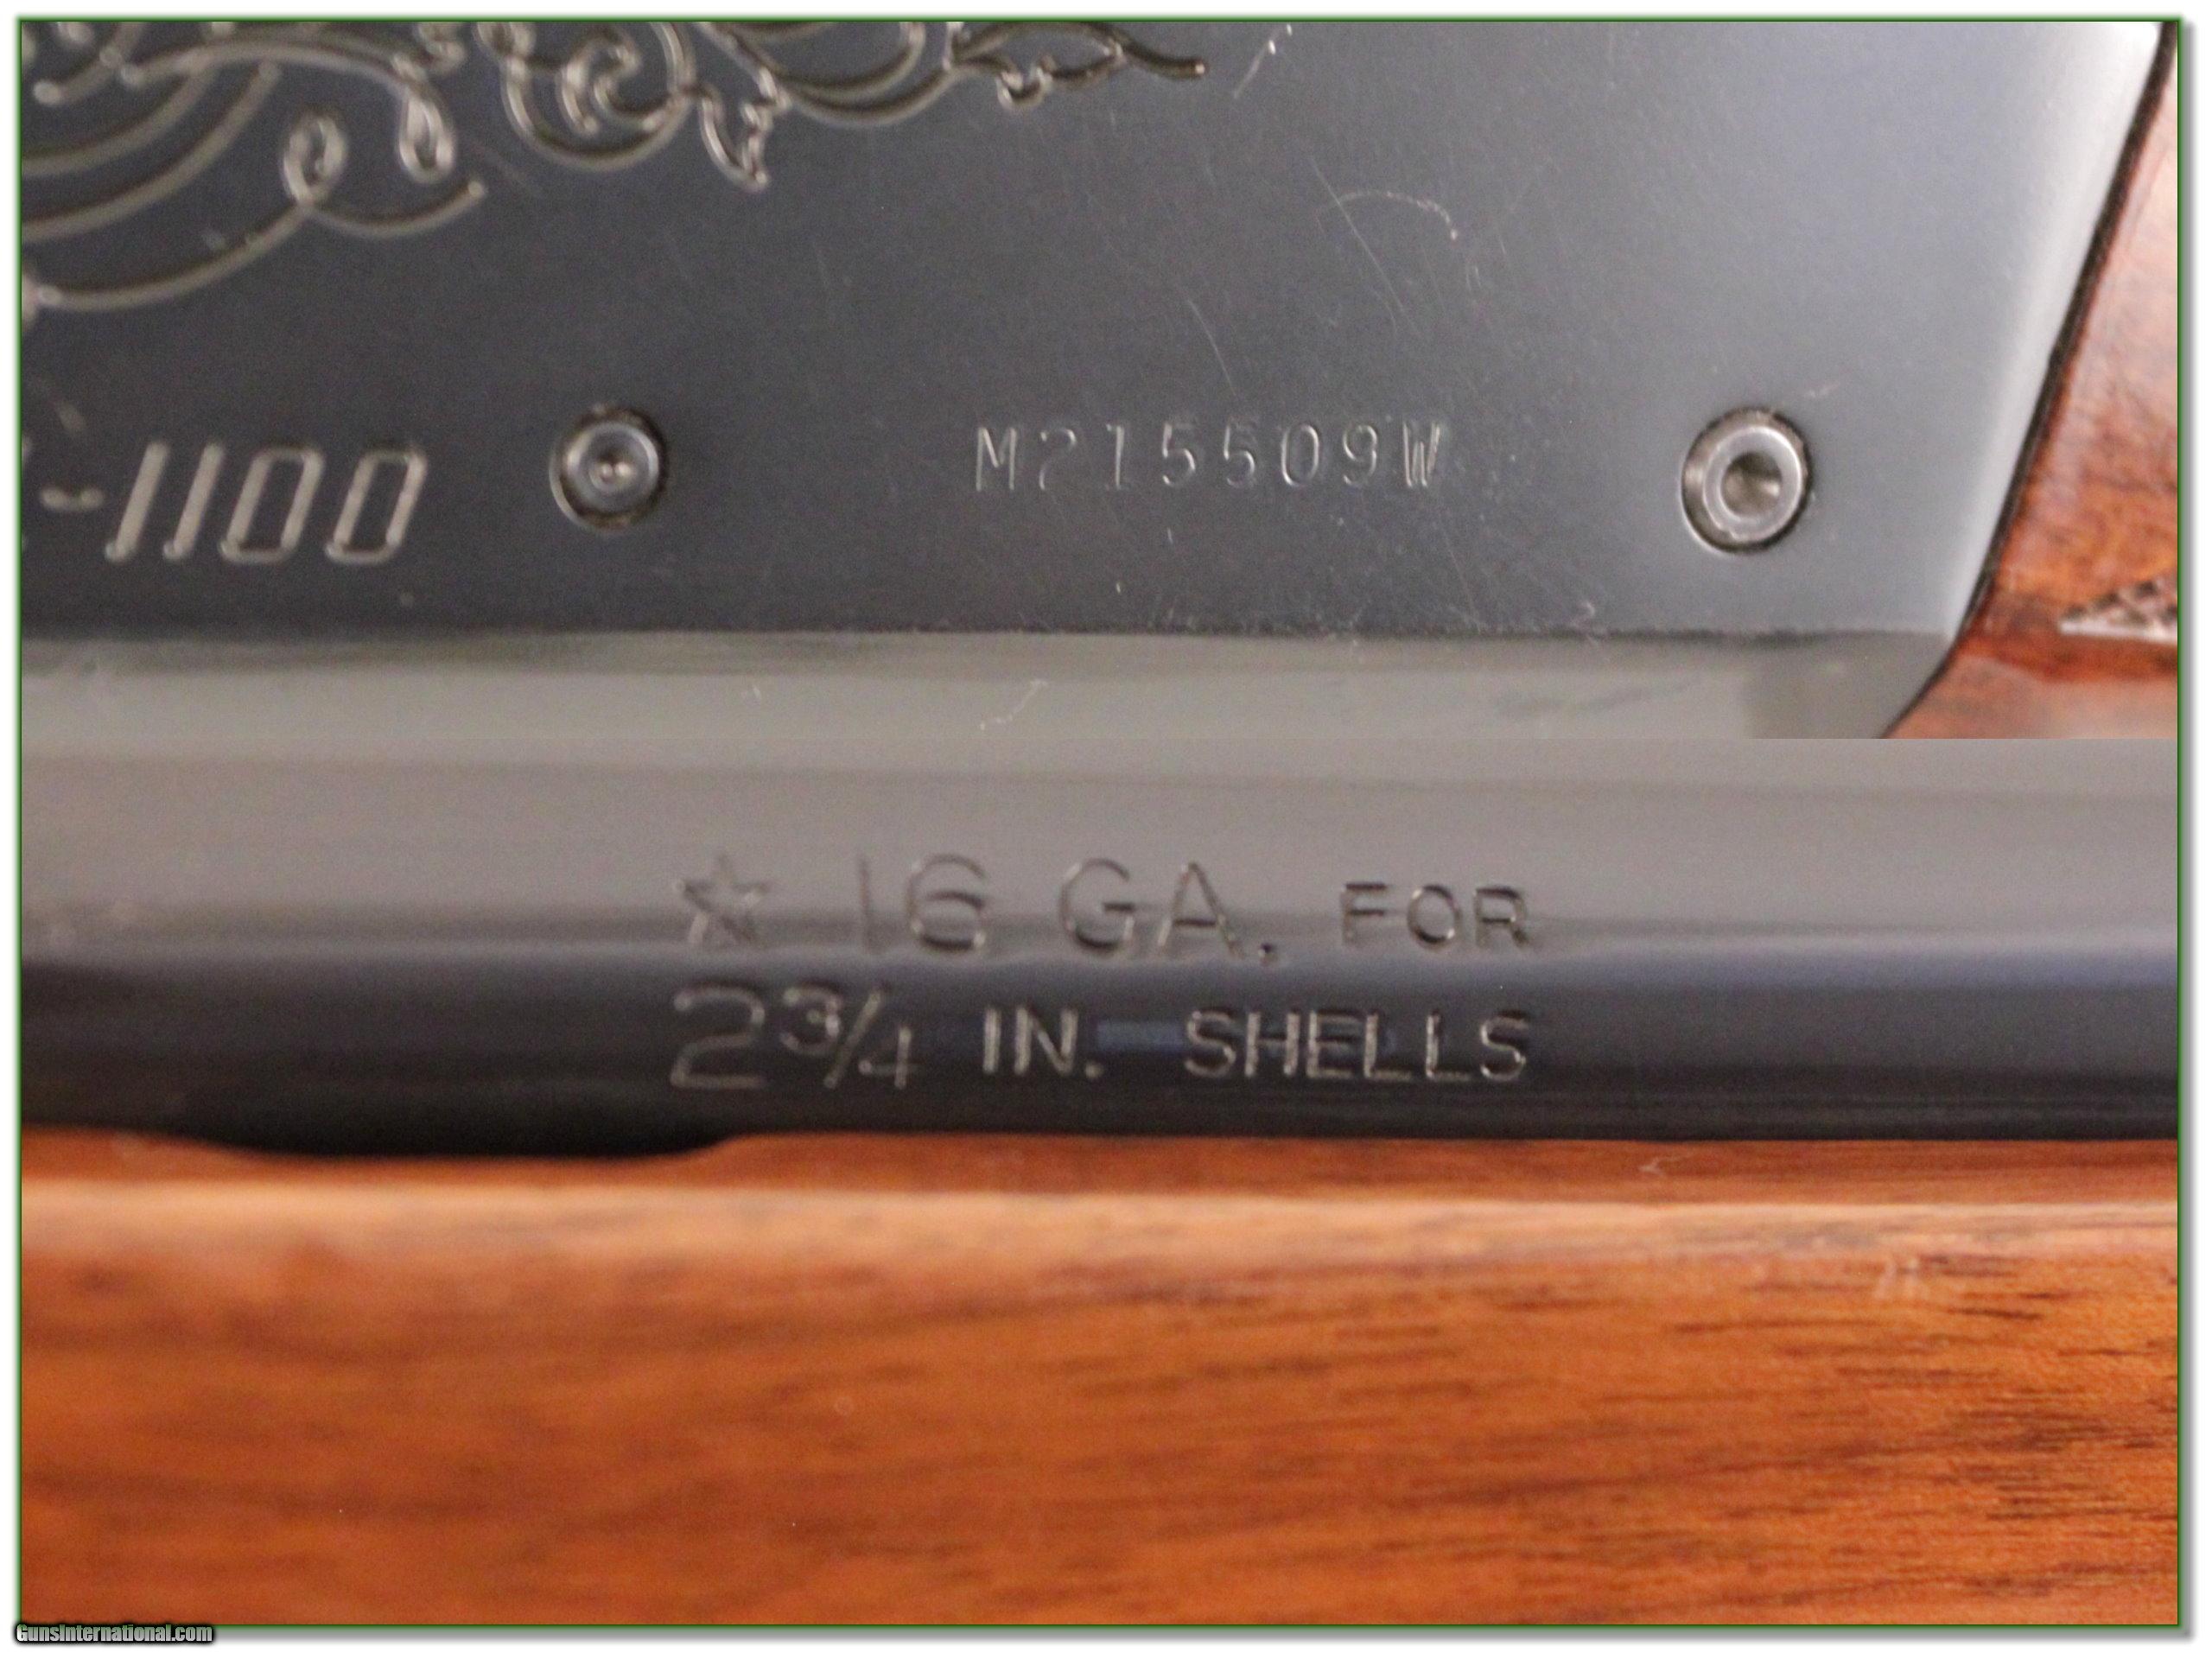 -1100
M215509W
☆ 16 GA. FOR
2¾ IN. SHELLS
GunsInternational.com